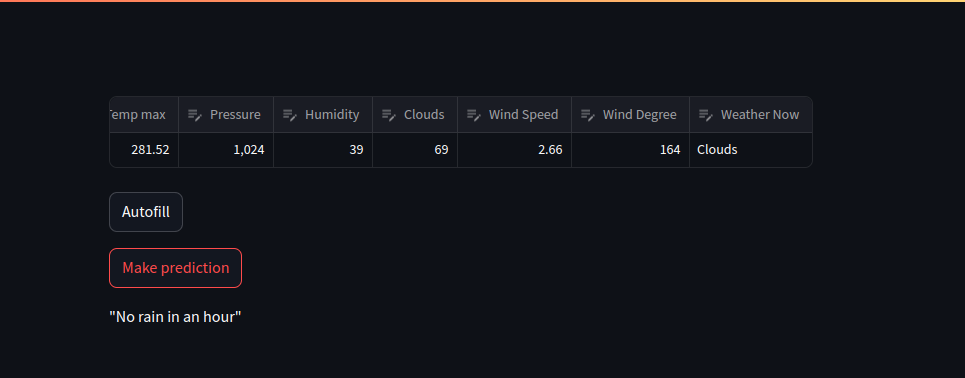 emp max Pressure Humidity Clouds Wind Speed Wind Degree Weather Now
281.52 1,024 39 69 2.66 164 Clouds
Autofill
Make prediction
"No rain in an hour"